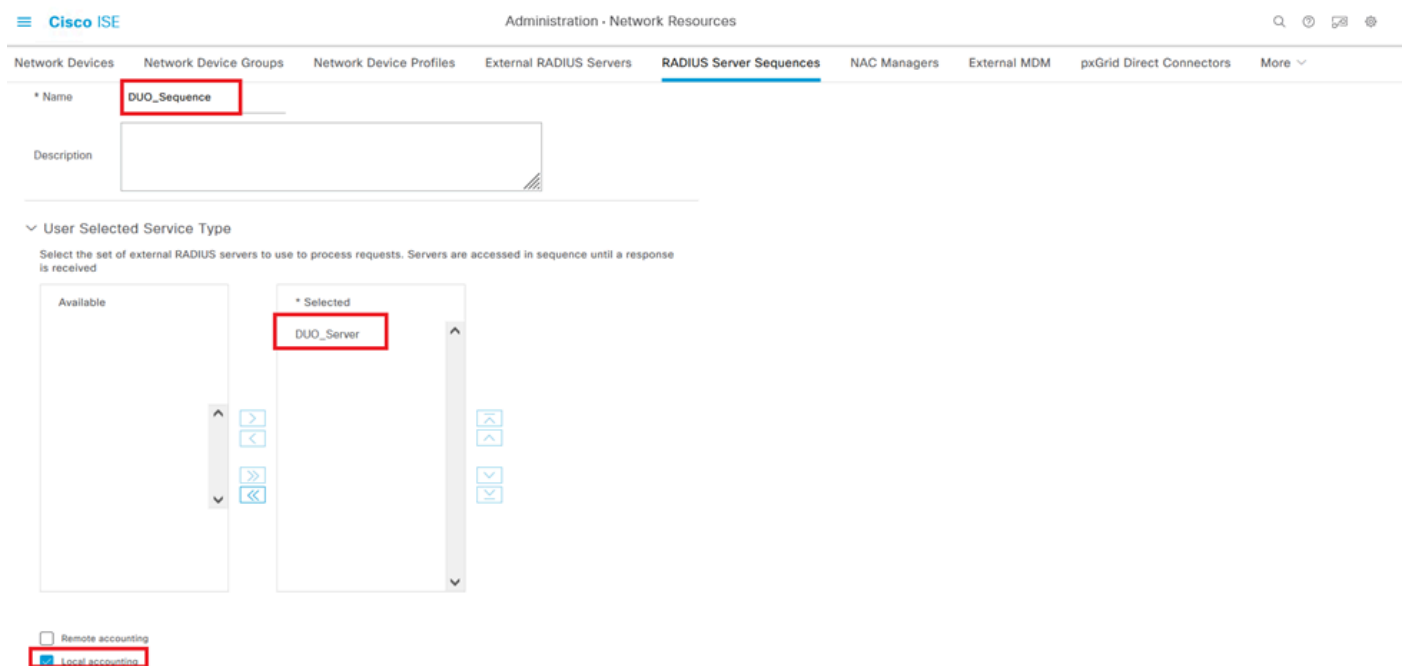 Cisco ISE
Administration · Network Resources
Network Devices
Network Device Groups
Network Device Profiles
External RADIUS Servers
RADIUS Server Sequences
NAC Managers
External MDM
pxGrid Direct Connectors
More
* Name
DUO_Sequence
Description
User Selected Service Type
Select the set of external RADIUS servers to use to process requests. Servers are accessed in sequence until a response
is received
Available
* Selected
DUO_Server
Remote accounting
Local accounting